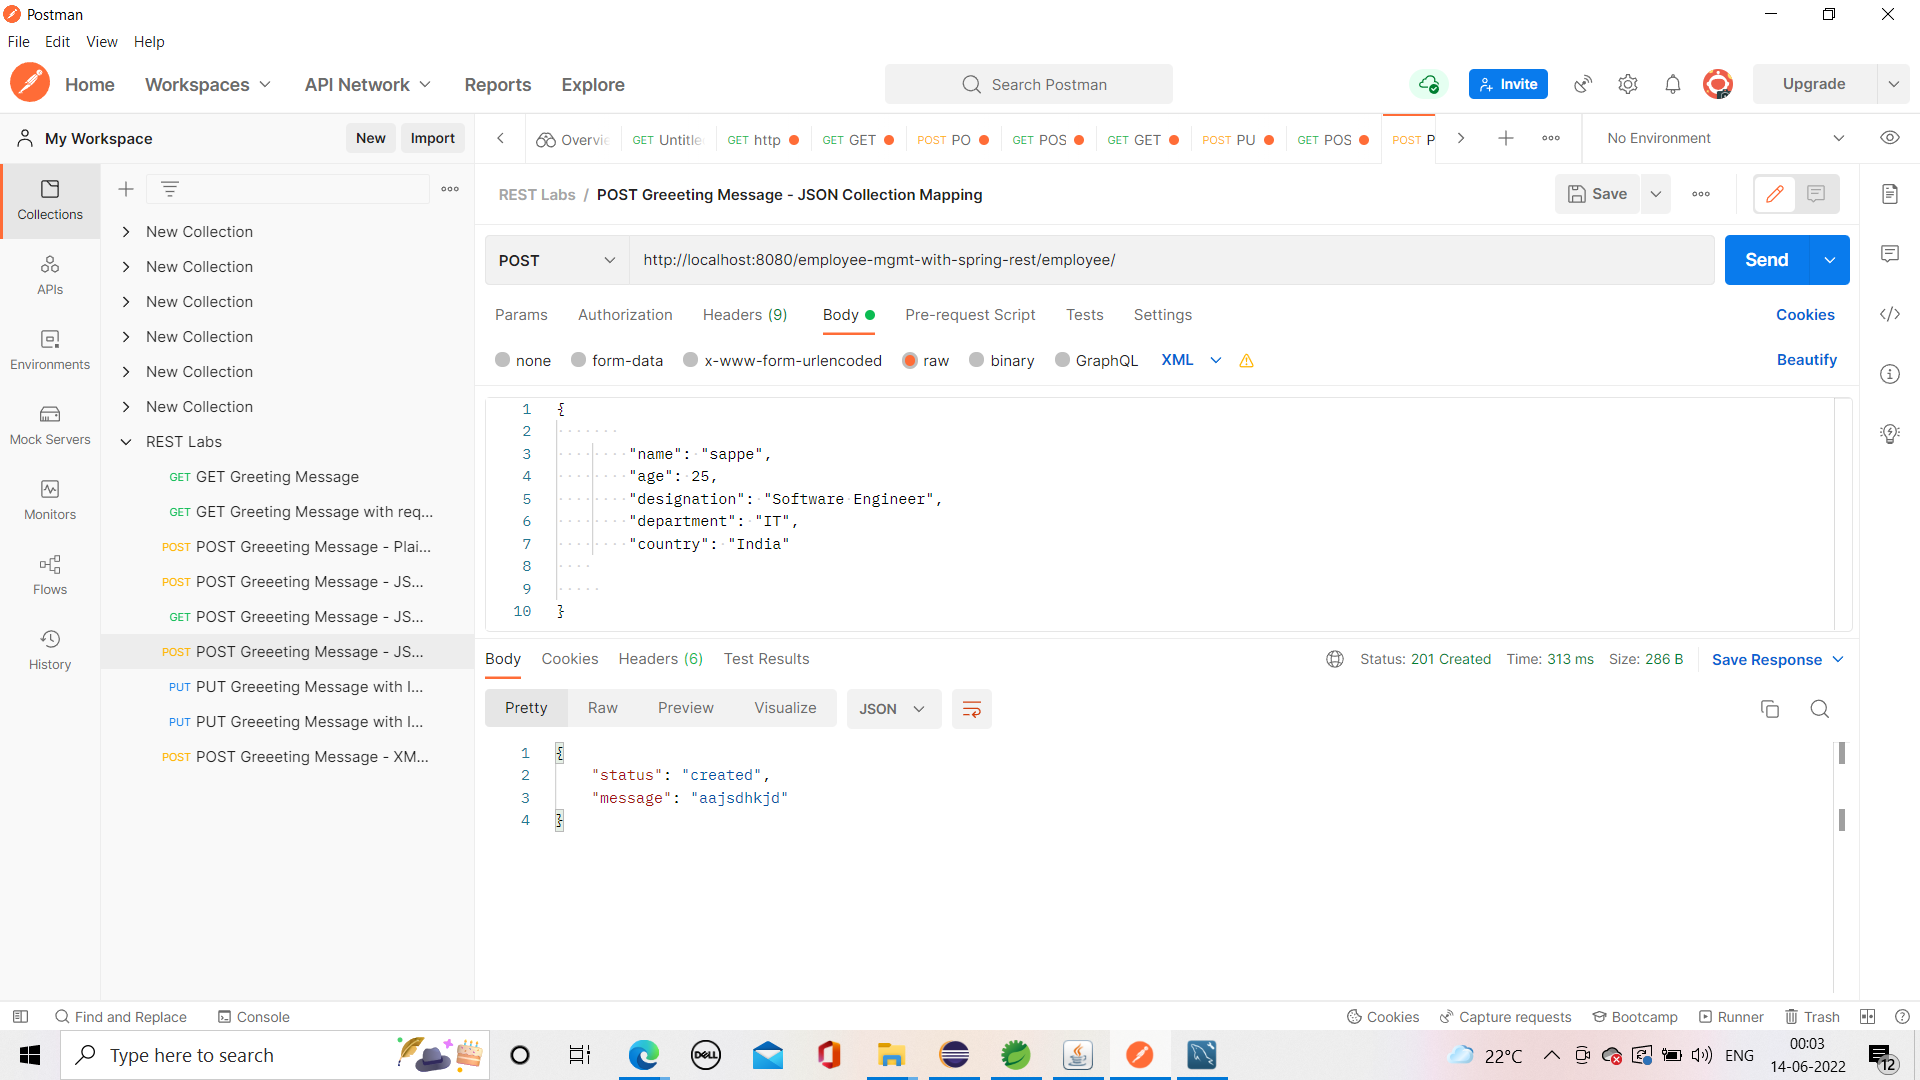 Postman
File Edit View Help
Home Workspaces API Network Reports Explore
Search Postman
Invite
Upgrade
My Workspace
New Import
Overvie
GET Untitle
GET http
GET GET
POST PO
GET POS
GET GET
POST PU
GET POS
POST P
No Environment
Collections
APIs
Environments
Mock Servers
Monitors
Flows
History
New Collection
New Collection
New Collection
New Collection
New Collection
New Collection
REST Labs
GET GET Greeting Message
GET GET Greeting Message with req...
POST POST Greeeting Message - Plai...
POST POST Greeeting Message - JS...
GET POST Greeeting Message - JS...
POST POST Greeeting Message - JS...
PUT PUT Greeeting Message with I...
PUT PUT Greeeting Message with I...
POST POST Greeeting Message - XM...
REST Labs / POST Greeeting Message - JSON Collection Mapping
Save
POST http://localhost:8080/employee-mgmt-with-spring-rest/employee/
Send
Params Authorization Headers (9) Body Pre-request Script Tests Settings
Cookies
none form-data x-www-form-urlencoded raw binary GraphQL XML
Beautify
1 {
2
3 "name": "sappe",
4 "age": 25,
5 "designation": "Software Engineer",
6 "department": "IT",
7 "country": "India"
8
9
10 }
Body Cookies Headers (6) Test Results
Status: 201 Created Time: 313 ms Size: 286 B
Save Response
Pretty Raw Preview Visualize JSON
1 {
2 "status": "created",
3 "message": "aajsdhkjd"
4 }
Find and Replace Console
Cookies Capture requests Bootcamp Runner Trash
Type here to search
DELL
22°C
ENG
00:03
14-06-2022
12